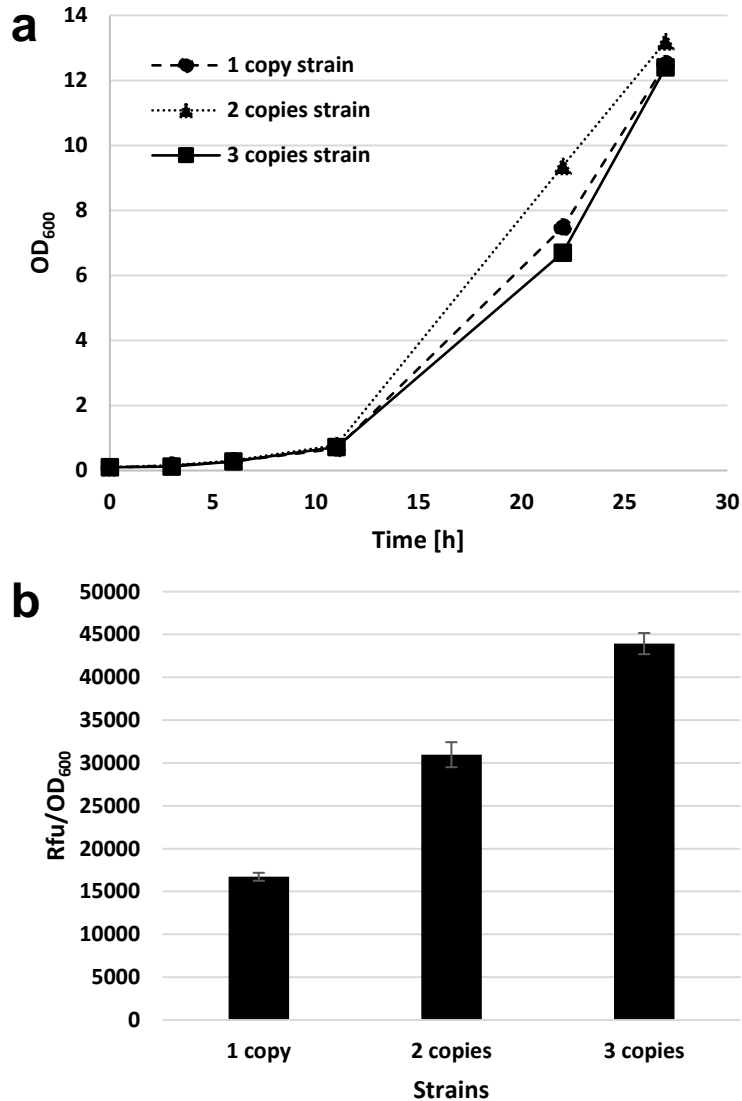 a
14
12
10
8
6
4
2
0
OD600
1 copy strain
2 copies strain
3 copies strain
0 5 10 15 20 25 30
Time [h]
b
50000
45000
40000
35000
30000
25000
20000
15000
10000
5000
0
Rfu/OD600
1 copy 2 copies 3 copies
Strains